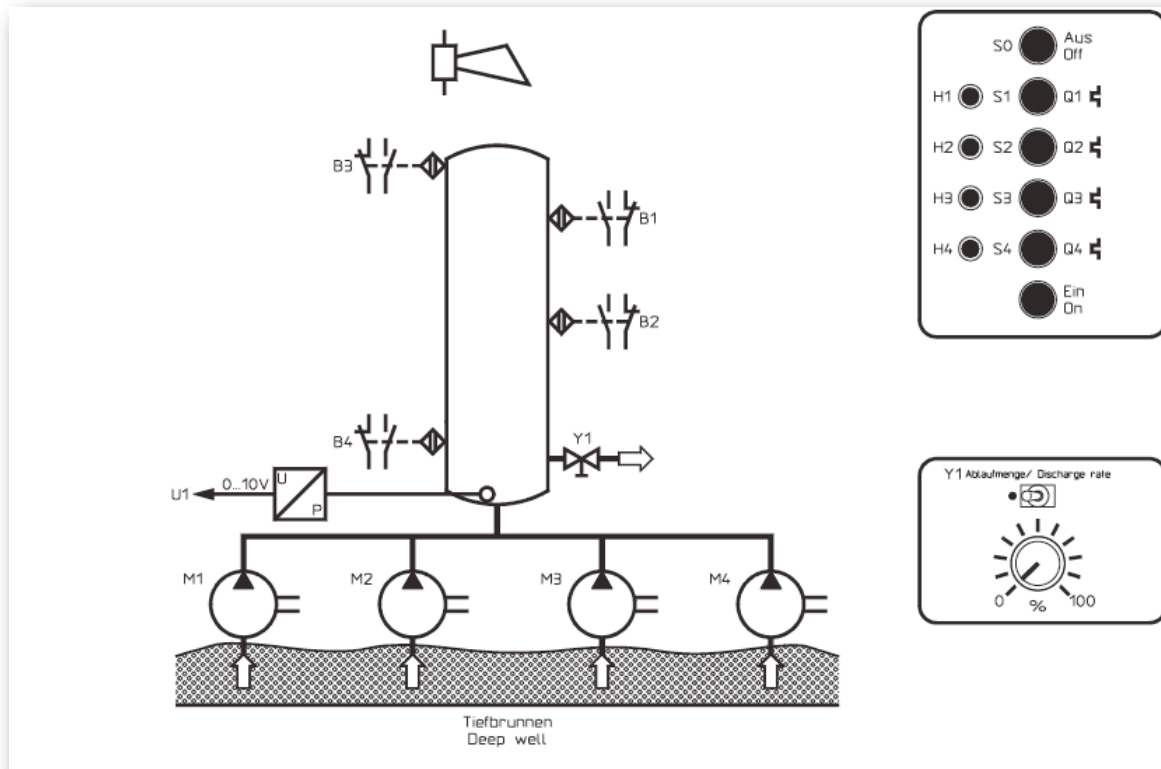 B3
B1
B2
B4
Y1
U1
0...10V
U
P
M1
M2
M3
M4
Tiefbrunnen
Deep well
S0 Aus
Off
H1 S1 Q1
H2 S2 Q2
H3 S3 Q3
H4 S4 Q4
Ein
On
Y1 Ablaufmenge/ Discharge rate
0 % 100